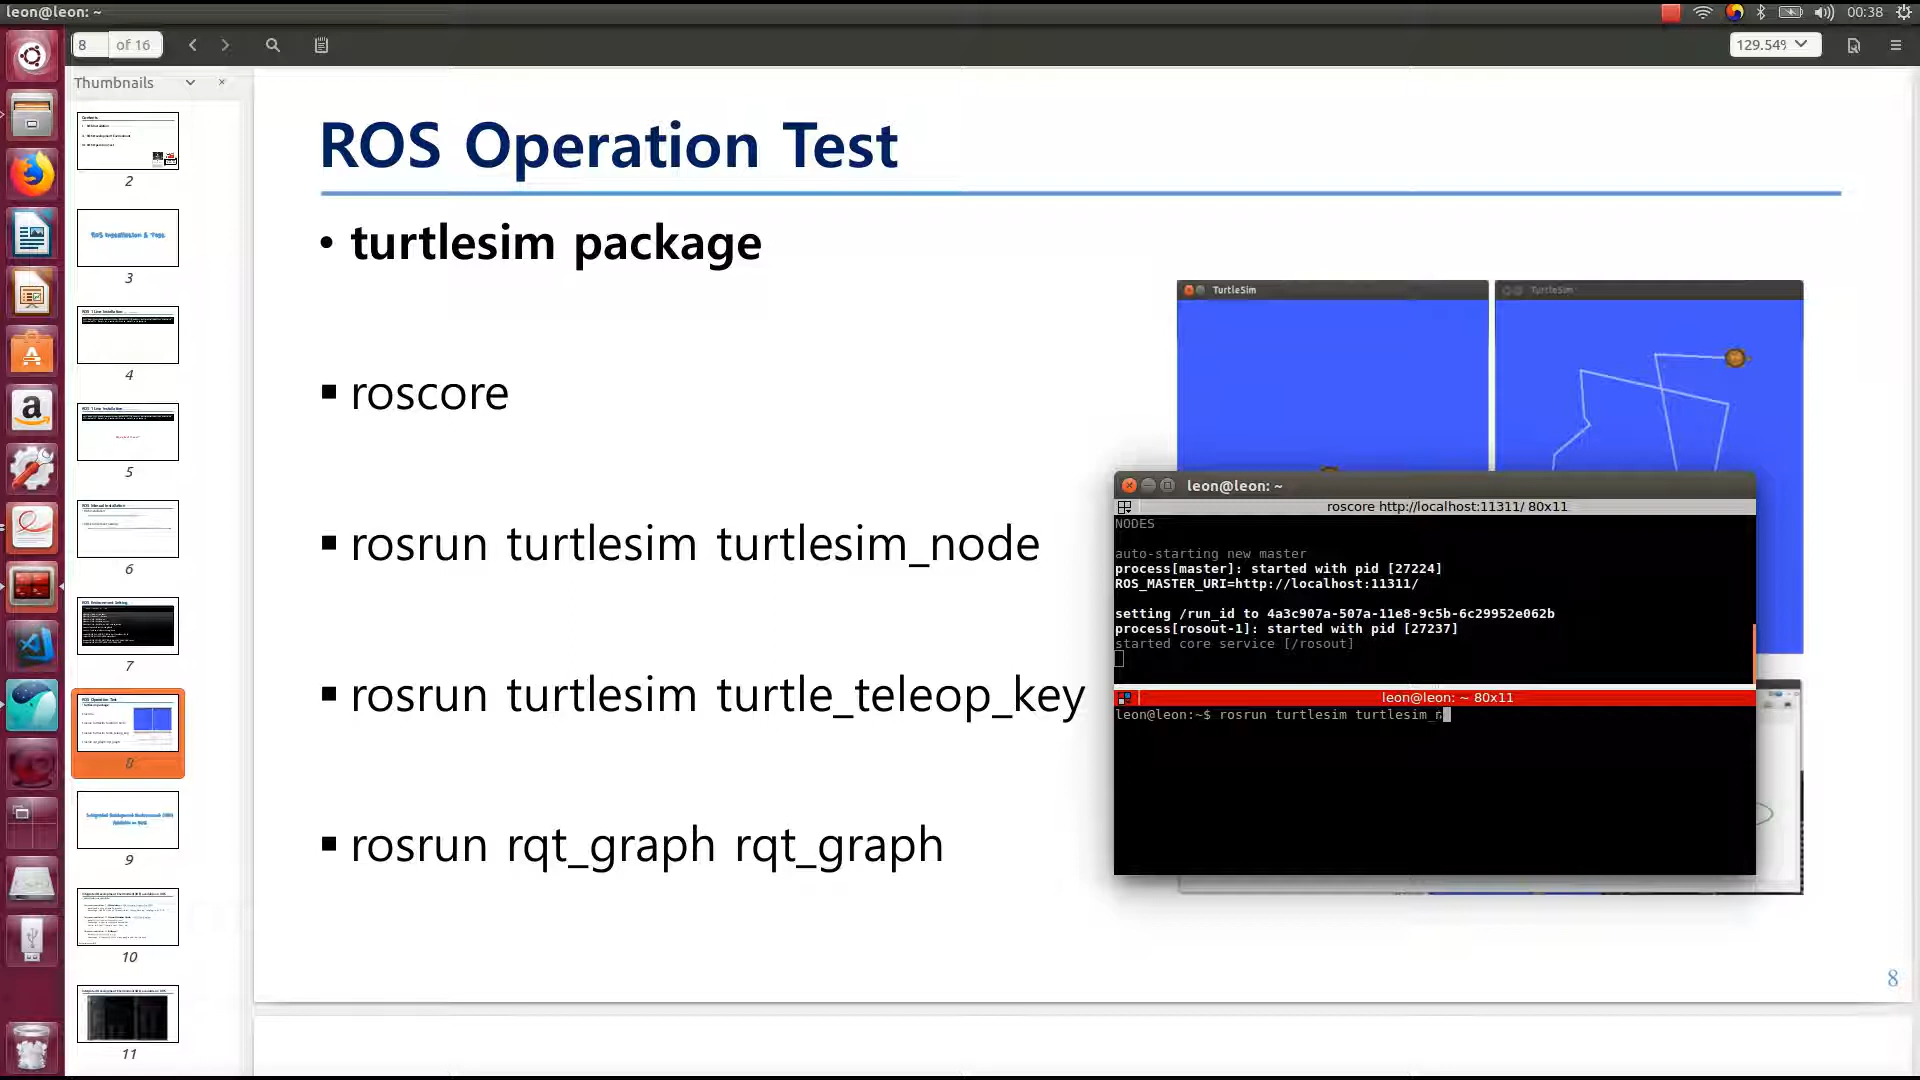 leon@leon: ~
00:38
8 of 16
129.54%
Thumbnails
2
3
4
5
6
7
8
9
10
11
ROS Operation Test
• turtlesim package
▪ roscore
▪ rosrun turtlesim turtlesim_node
▪ rosrun turtlesim turtle_teleop_key
▪ rosrun rqt_graph rqt_graph
TurtleSim
TurtleSim
leon@leon: ~
roscore http://localhost:11311/ 80x11
NODES
auto-starting new master
process[master]: started with pid [27224]
ROS_MASTER_URI=http://localhost:11311/
setting /run_id to 4a3c907a-507a-11e8-9c5b-6c29952e062b
process[rosout-1]: started with pid [27237]
started core service [/rosout]
leon@leon: ~ 80x11
leon@leon:~$ rosrun turtlesim turtlesim_n
8